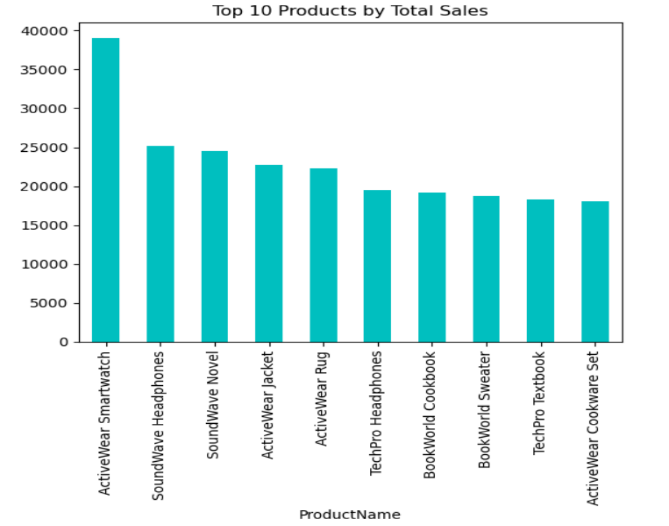 Top 10 Products by Total Sales
40000
35000
30000
25000
20000
15000
10000
5000
0
ActiveWear Smartwatch
SoundWave Headphones
SoundWave Novel
ActiveWear Jacket
ActiveWear Rug
TechPro Headphones
BookWorld Cookbook
BookWorld Sweater
TechPro Textbook
ActiveWear Cookware Set
ProductName